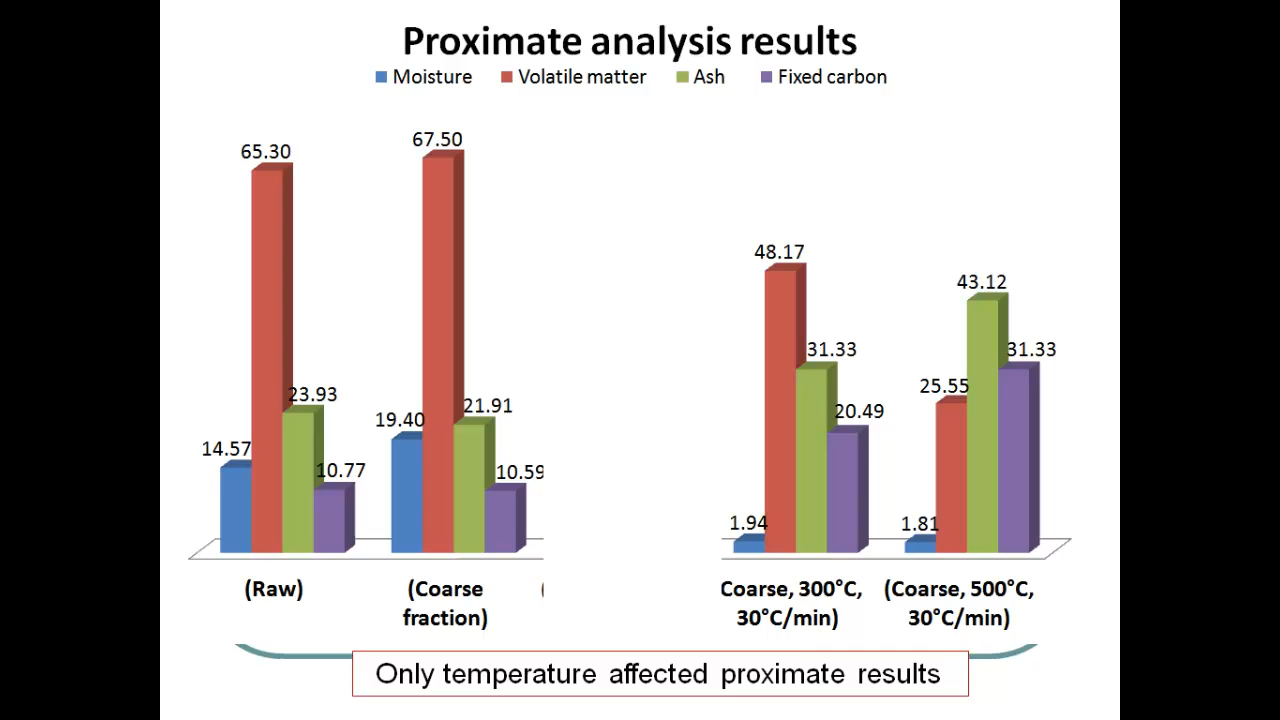 Proximate analysis results
Moisture Volatile matter Ash Fixed carbon
65.30
67.50
48.17
43.12
31.33
31.33
23.93
25.55
21.91
19.40
20.49
14.57
10.77
10.59
1.94
1.81
(Raw)
(Coarse fraction)
(
Coarse, 300°C, 30°C/min)
(Coarse, 500°C, 30°C/min)
Only temperature affected proximate results